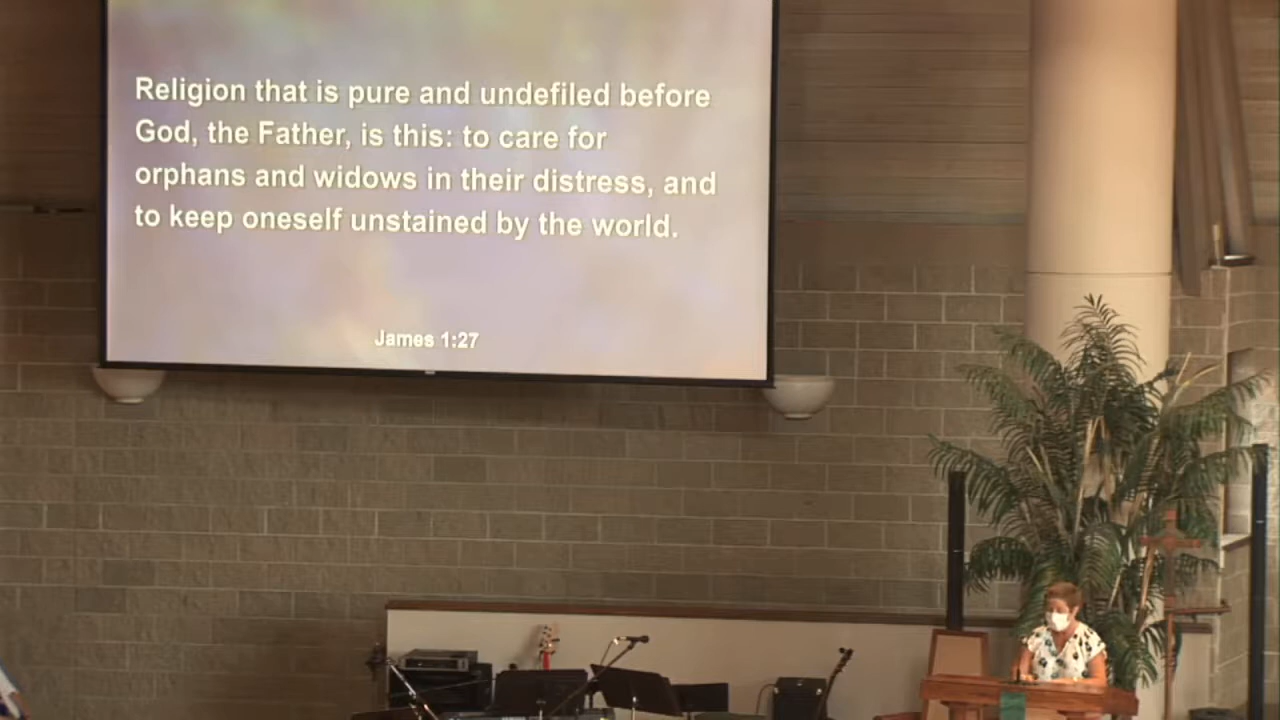 Religion that is pure and undefiled before
God, the Father, is this: to care for
orphans and widows in their distress, and
to keep oneself unstained by the world.
James 1:27